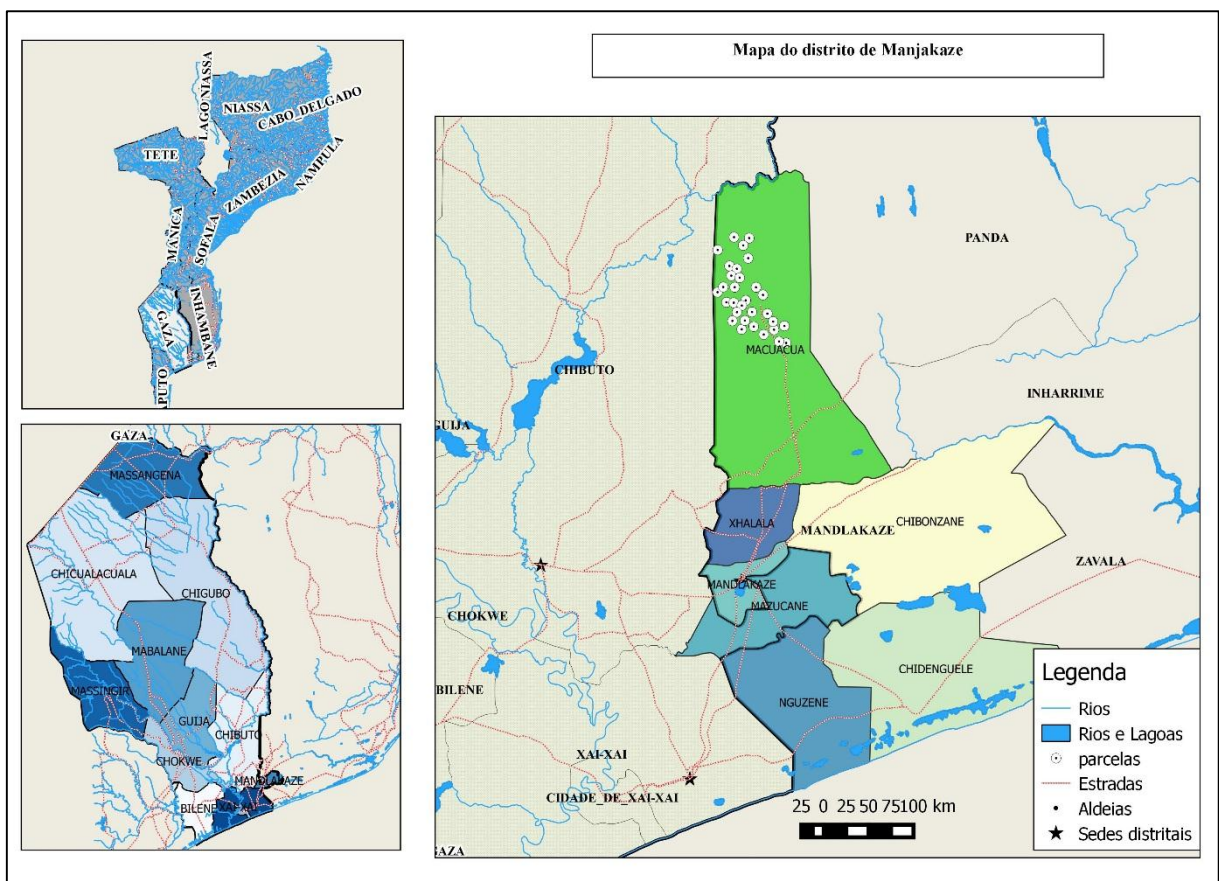 Mapa do distrito de Manjakaze
LAGO NIASSA
NIASSA
CABO_DELGADO
TETE
NAMPULA
ZAMBEZIA
MANICA
SOFALA
INHAMBANE
GAZA
APUTO
GAZA
MASSANGENA
CHICUALACUALA
CHIGUBO
MABALANE
MASSINGIR
GUIJA
CHIBUTO
CHOKWE
MANDLAKAZE
BILENE
XAI-XAI
PANDA
MACUACUA
CHIBUTO
INHARRIME
GUIJA
XHALALA
MANDLAKAZE
CHIBONZANE
ZAVALA
MANDLAKAZE
MAZUCANE
CHOKWE
CHIDENGUELE
BILENE
NGUZENE
XAI-XAI
CIDADE_DE_XAI-XAI
GAZA
25 0 25 50 75 100 km
Legenda
Rios
Rios e Lagoas
parcelas
Estradas
Aldeias
Sedes distritais